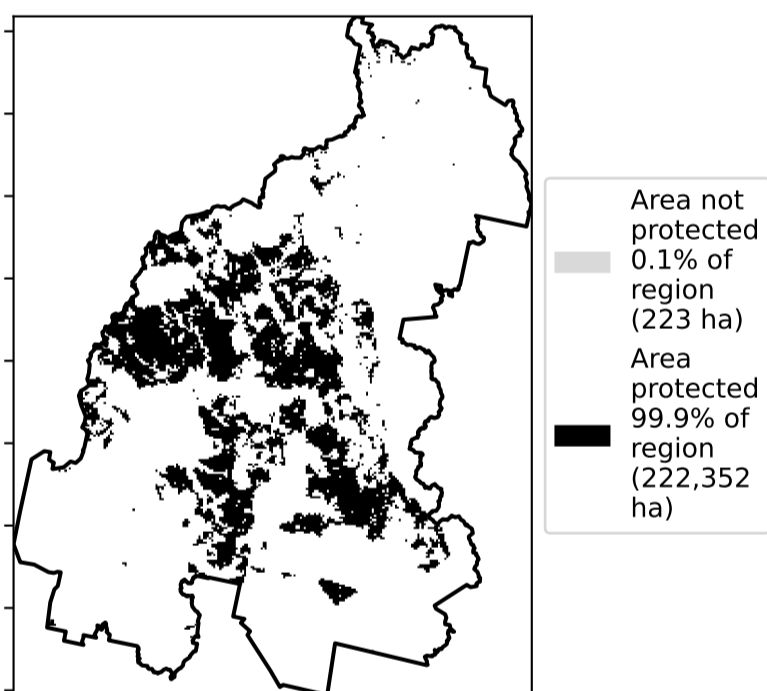 Area not
protected
0.1% of
region
(223 ha)
Area
protected
99.9% of
region
(222,352
ha)